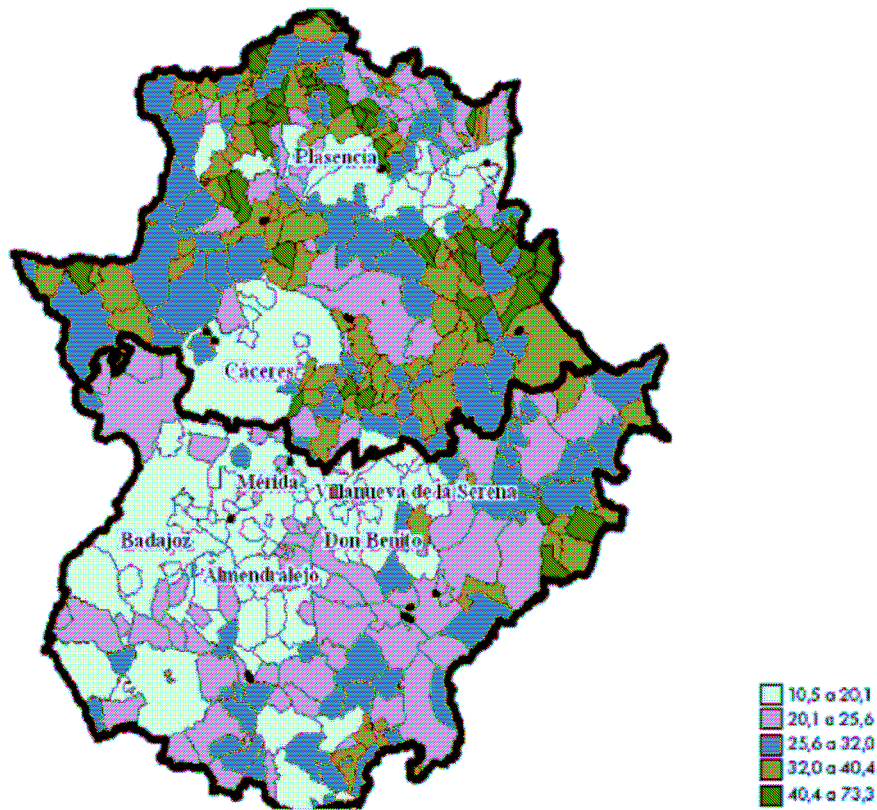 Plasencia
Cáceres
Mérida
Villanueva de la Serena
Badajoz
Don Benito
Almendralejo
10,5 a 20,1
20,1 a 25,6
25,6 a 32,0
32,0 a 40,4
40,4 a 73,3